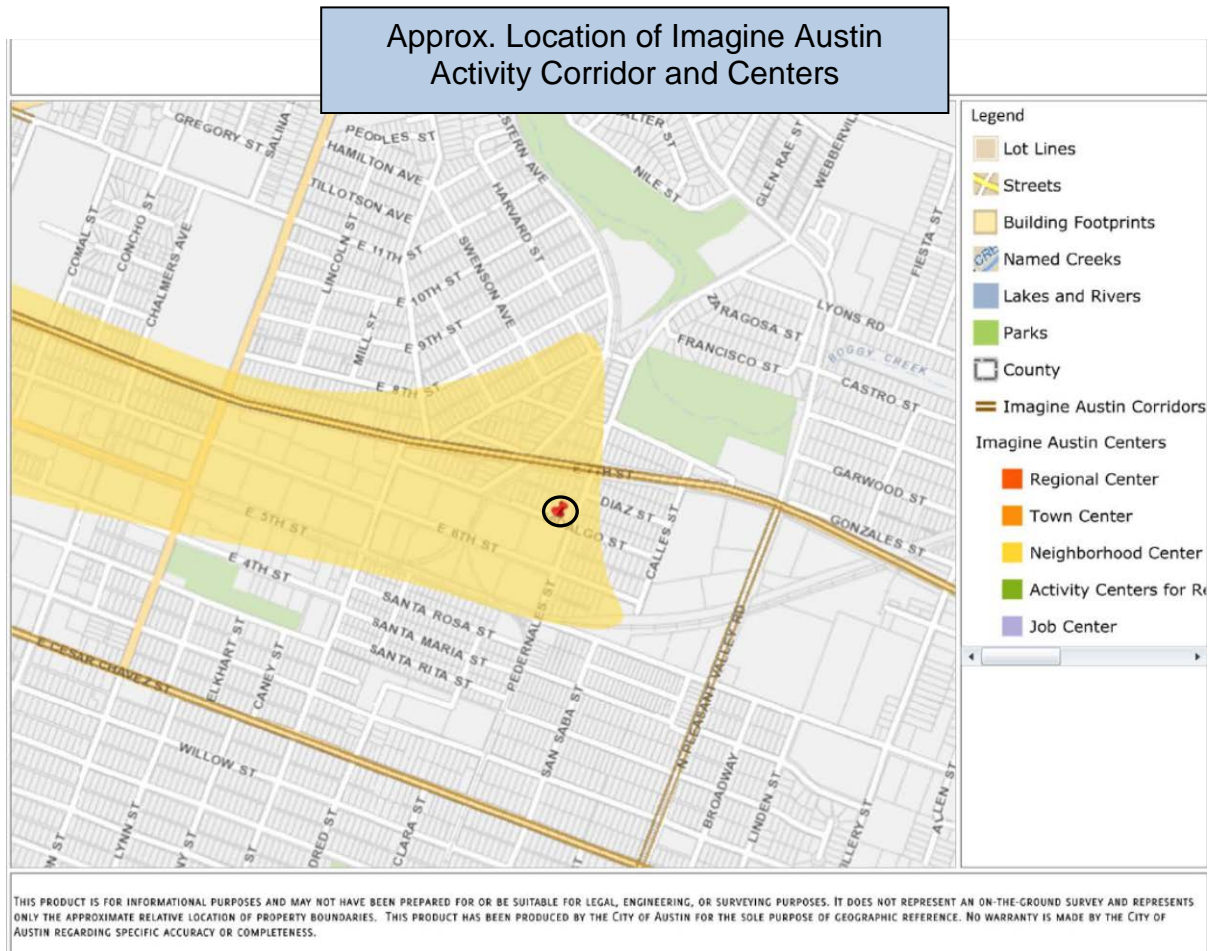 Approx. Location of Imagine Austin
Activity Corridor and Centers
GREGORY ST
SALINA
PEOPLES ST
HAMILTON AVE
TILLOTSON AVE
E 11TH ST
LINCOLN ST
E 10TH ST
SWENSON AVE
HARVARD ST
NILE ST
GLEN RAE ST
WEBBERVIL
FIESTA ST
COMAL ST
CONCHO ST
CHALMERS AVE
MILL ST
E 9TH ST
E 8TH ST
ZARAGOSA ST
LYONS RD
FRANCISCO ST
BOGGY CREEK
CASTRO ST
E 7TH ST
GARWOOD ST
GONZALES ST
DIAZ ST
CALLES ST
E 5TH ST
E 6TH ST
E 4TH ST
SANTA ROSA ST
SANTA MARIA ST
SANTA RITA ST
PEDERNALES ST
N PLEASANT VALLEY RD
E CESAR CHAVEZ ST
ELKHART ST
CANEY ST
SAN SABA ST
WILLOW ST
BROADWAY
LINDEN ST
ALLEN ST
LYNN ST
CLARA ST
Legend
Lot Lines
Streets
Building Footprints
Named Creeks
Lakes and Rivers
Parks
County
Imagine Austin Corridors
Imagine Austin Centers
Regional Center
Town Center
Neighborhood Center
Activity Centers for Re
Job Center
THIS PRODUCT IS FOR INFORMATIONAL PURPOSES AND MAY NOT HAVE BEEN PREPARED FOR OR BE SUITABLE FOR LEGAL, ENGINEERING, OR SURVEYING PURPOSES. IT DOES NOT REPRESENT AN ON-THE-GROUND SURVEY AND REPRESENTS
ONLY THE APPROXIMATE RELATIVE LOCATION OF PROPERTY BOUNDARIES. THIS PRODUCT HAS BEEN PRODUCED BY THE CITY OF AUSTIN FOR THE SOLE PURPOSE OF GEOGRAPHIC REFERENCE. NO WARRANTY IS MADE BY THE CITY OF
AUSTIN REGARDING SPECIFIC ACCURACY OR COMPLETENESS.